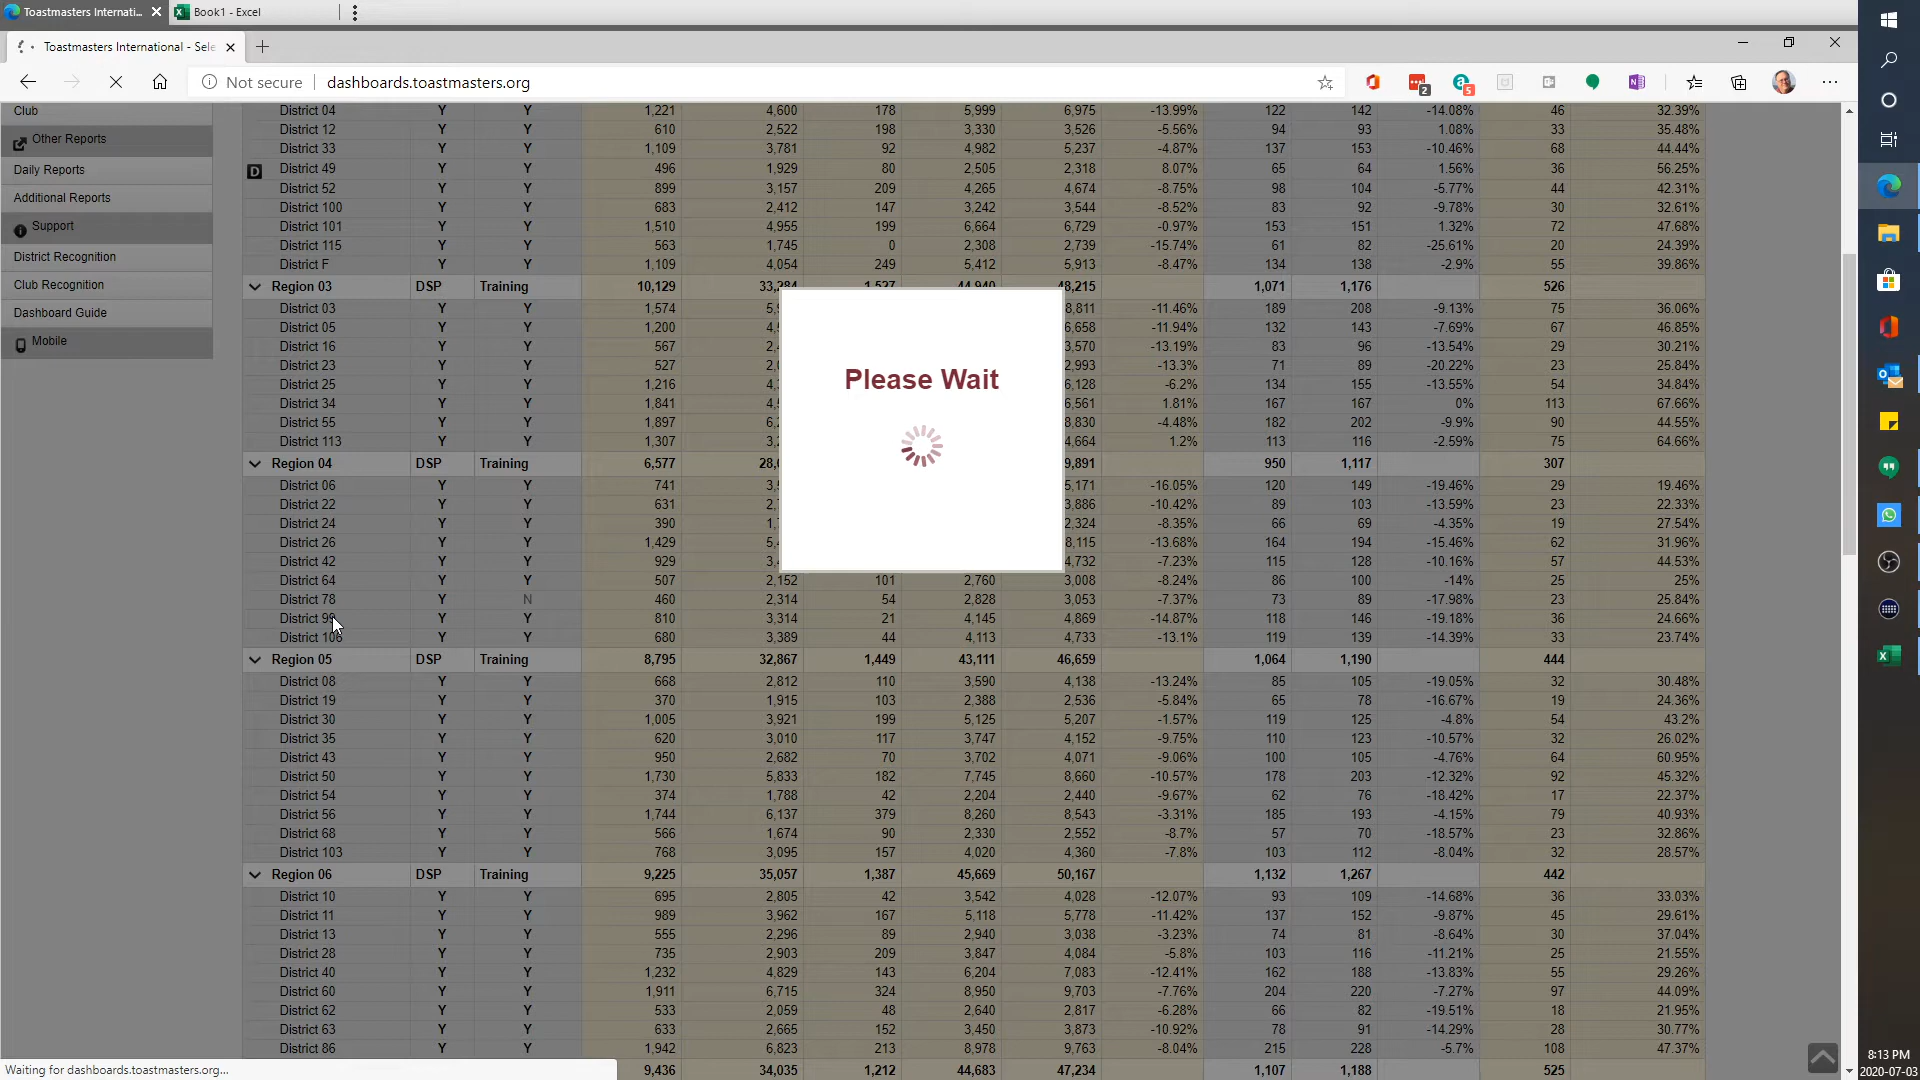 Toastmasters Internati...
Book1 - Excel
Toastmasters International - Sele
Not secure | dashboards.toastmasters.org
2
5
Club
Other Reports
Daily Reports
Additional Reports
Support
District Recognition
Club Recognition
Dashboard Guide
Mobile
District 04 Y Y 1,221 4,600 178 5,999 6,975 -13.99% 122 142 -14.08% 46 32.39%
District 12 Y Y 610 2,522 198 3,330 3,526 -5.56% 94 93 1.08% 33 35.48%
District 33 Y Y 1,109 3,781 92 4,982 5,237 -4.87% 137 153 -10.46% 68 44.44%
D District 49 Y Y 496 1,929 80 2,505 2,318 8.07% 65 64 1.56% 36 56.25%
District 52 Y Y 899 3,157 209 4,265 4,674 -8.75% 98 104 -5.77% 44 42.31%
District 100 Y Y 683 2,412 147 3,242 3,544 -8.52% 83 92 -9.78% 30 32.61%
District 101 Y Y 1,510 4,955 199 6,664 6,729 -0.97% 153 151 1.32% 72 47.68%
District 115 Y Y 563 1,745 0 2,308 2,739 -15.74% 61 82 -25.61% 20 24.39%
District F Y Y 1,109 4,054 249 5,412 5,913 -8.47% 134 138 -2.9% 55 39.86%
Region 03 DSP Training 10,129 33,284 1,527 44,940 48,215 1,071 1,176 526
District 03 Y Y 1,574 8,811 -11.46% 189 208 -9.13% 75 36.06%
District 05 Y Y 1,200 6,658 -11.94% 132 143 -7.69% 67 46.85%
District 16 Y Y 567 3,570 -13.19% 83 96 -13.54% 29 30.21%
District 23 Y Y 527 2,993 -13.3% 71 89 -20.22% 23 25.84%
District 25 Y Y 1,216 6,128 -6.2% 134 155 -13.55% 54 34.84%
District 34 Y Y 1,841 6,561 1.81% 167 167 0% 113 67.66%
District 55 Y Y 1,897 8,830 -4.48% 182 202 -9.9% 90 44.55%
District 113 Y Y 1,307 4,664 1.2% 113 116 -2.59% 75 64.66%
Please Wait
Region 04 DSP Training 6,577 9,891 950 1,117 307
District 06 Y Y 741 5,171 -16.05% 120 149 -19.46% 29 19.46%
District 22 Y Y 631 3,886 -10.42% 89 103 -13.59% 23 22.33%
District 24 Y Y 390 2,324 -8.35% 66 69 -4.35% 19 27.54%
District 26 Y Y 1,429 8,115 -13.68% 164 194 -15.46% 62 31.96%
District 42 Y Y 929 4,732 -7.23% 115 128 -10.16% 57 44.53%
District 64 Y Y 507 2,152 101 2,760 3,008 -8.24% 86 100 -14% 25 25%
District 78 Y N 460 2,314 54 2,828 3,053 -7.37% 73 89 -17.98% 23 25.84%
District 99 Y Y 810 3,314 21 4,145 4,869 -14.87% 118 146 -19.18% 36 24.66%
District 106 Y Y 680 3,389 44 4,113 4,733 -13.1% 119 139 -14.39% 33 23.74%
Region 05 DSP Training 8,795 32,867 1,449 43,111 46,659 1,064 1,190 444
District 08 Y Y 668 2,812 110 3,590 4,138 -13.24% 85 105 -19.05% 32 30.48%
District 19 Y Y 370 1,915 103 2,388 2,536 -5.84% 65 78 -16.67% 19 24.36%
District 30 Y Y 1,005 3,921 199 5,125 5,207 -1.57% 119 125 -4.8% 54 43.2%
District 35 Y Y 620 3,010 117 3,747 4,152 -9.75% 110 123 -10.57% 32 26.02%
District 43 Y Y 950 2,682 70 3,702 4,071 -9.06% 100 105 -4.76% 64 60.95%
District 50 Y Y 1,730 5,833 182 7,745 8,660 -10.57% 178 203 -12.32% 92 45.32%
District 54 Y Y 374 1,788 42 2,204 2,440 -9.67% 62 76 -18.42% 17 22.37%
District 56 Y Y 1,744 6,137 379 8,260 8,543 -3.31% 185 193 -4.15% 79 40.93%
District 68 Y Y 566 1,674 90 2,330 2,552 -8.7% 57 70 -18.57% 23 32.86%
District 103 Y Y 768 3,095 157 4,020 4,360 -7.8% 103 112 -8.04% 32 28.57%
Region 06 DSP Training 9,225 35,057 1,387 45,669 50,167 1,132 1,267 442
District 10 Y Y 695 2,805 42 3,542 4,028 -12.07% 93 109 -14.68% 36 33.03%
District 11 Y Y 989 3,962 167 5,118 5,778 -11.42% 137 152 -9.87% 45 29.61%
District 13 Y Y 555 2,296 89 2,940 3,038 -3.23% 74 81 -8.64% 30 37.04%
District 28 Y Y 735 2,903 209 3,847 4,084 -5.8% 103 116 -11.21% 25 21.55%
District 40 Y Y 1,232 4,829 143 6,204 7,083 -12.41% 162 188 -13.83% 55 29.26%
District 60 Y Y 1,911 6,715 324 8,950 9,703 -7.76% 204 220 -7.27% 97 44.09%
District 62 Y Y 533 2,059 48 2,640 2,817 -6.28% 66 82 -19.51% 18 21.95%
District 63 Y Y 633 2,665 152 3,450 3,873 -10.92% 78 91 -14.29% 28 30.77%
District 86 Y Y 1,942 6,823 213 8,978 9,763 -8.04% 215 228 -5.7% 108 47.37%
9,436 34,035 1,212 44,683 47,234 1,107 1,188 525
Waiting for dashboards.toastmasters.org...
8:13 PM
2020-07-03